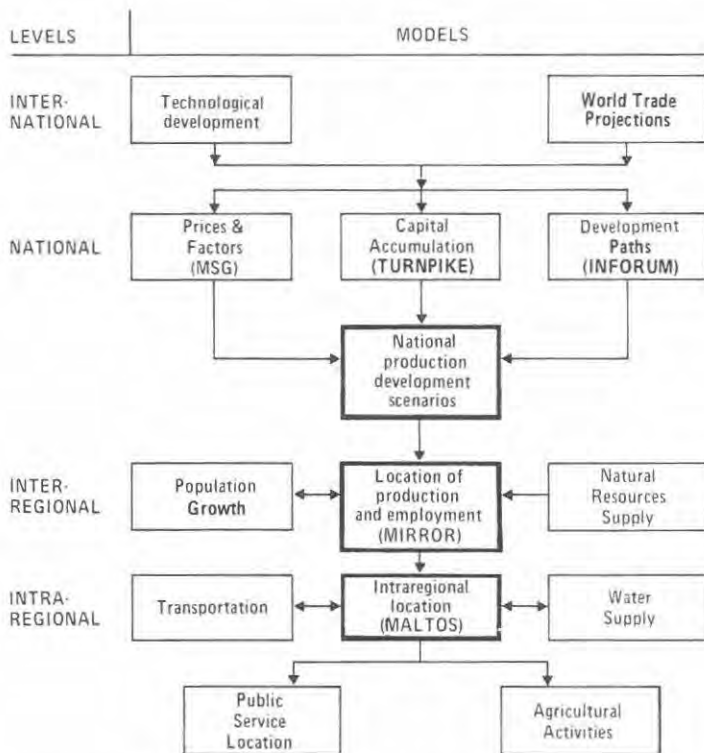 LEVELS
MODELS
INTER-
NATIONAL
Technological
development
World Trade
Projections
NATIONAL
Prices &
Factors
(MSG)
Capital
Accumulation
(TURNPIKE)
Development
Paths
(INFORUM)
National
production
development
scenarios
INTER-
REGIONAL
Population
Growth
Location of
production
and employment
(MIRROR)
Natural
Resources
Supply
INTRA-
REGIONAL
Transportation
Intraregional
location
(MALTOS)
Water
Supply
Public
Service
Location
Agricultural
Activities